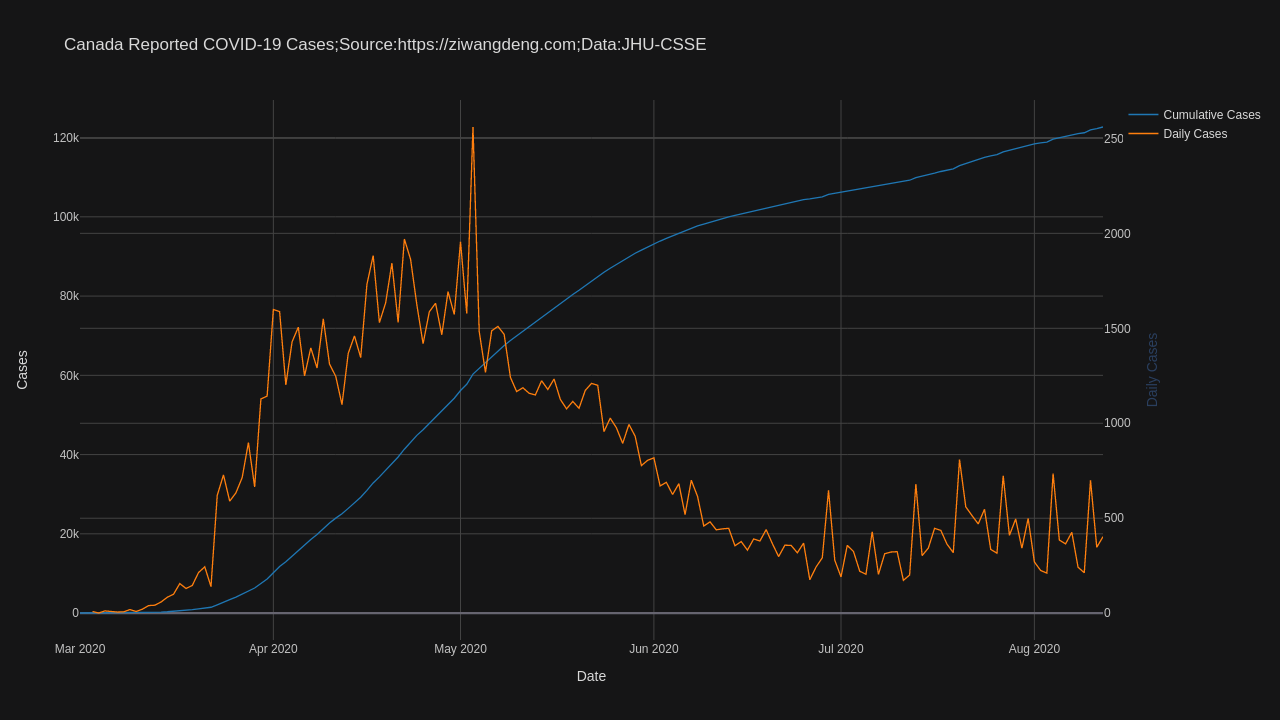 Canada Reported COVID-19 Cases;Source:https://ziwangdeng.com;Data:JHU-CSSE
Cumulative Cases
Daily Cases
120k
100k
80k
60k
40k
20k
0
Cases
250
2000
1500
1000
500
0
Daily Cases
Mar 2020
Apr 2020
May 2020
Jun 2020
Jul 2020
Aug 2020
Date